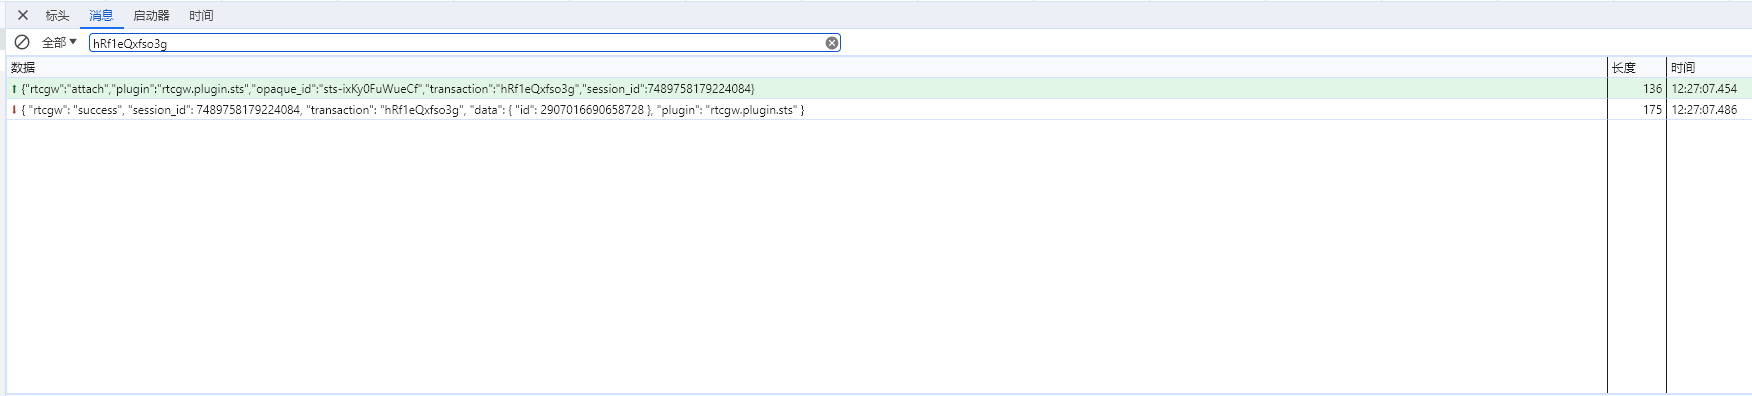 标头 消息 启动器 时间
全部 hRf1eQxfso3g
数据 长度 时间
{"rtcgw":"attach","plugin":"rtcgw.plugin.sts","opaque_id":"sts-ixKy0FuWueCf","transaction":"hRf1eQxfso3g","session_id":7489758179224084} 136 12:27:07.454
{ "rtcgw": "success", "session_id": 7489758179224084, "transaction": "hRf1eQxfso3g", "data": { "id": 2907016690658728 }, "plugin": "rtcgw.plugin.sts" } 175 12:27:07.486